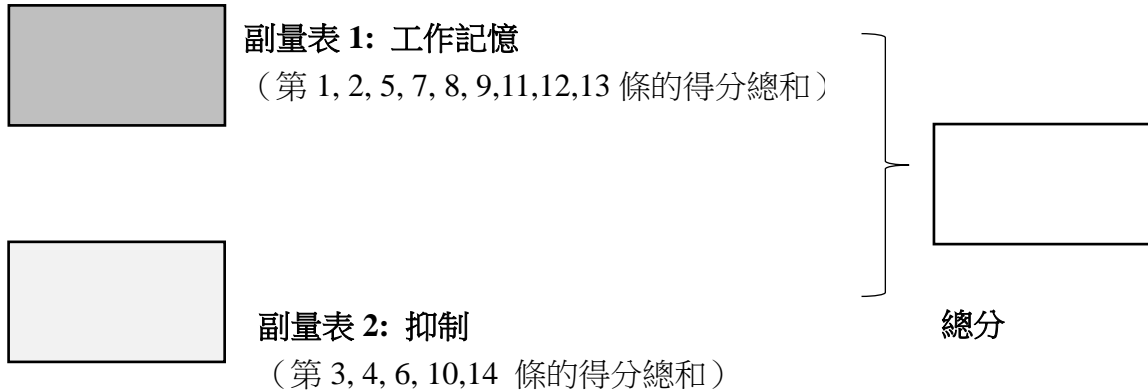 副量表 1: 工作記憶
（第 1, 2, 5, 7, 8, 9,11,12,13 條的得分總和）
副量表 2: 抑制
（第 3, 4, 6, 10,14 條的得分總和）
總分